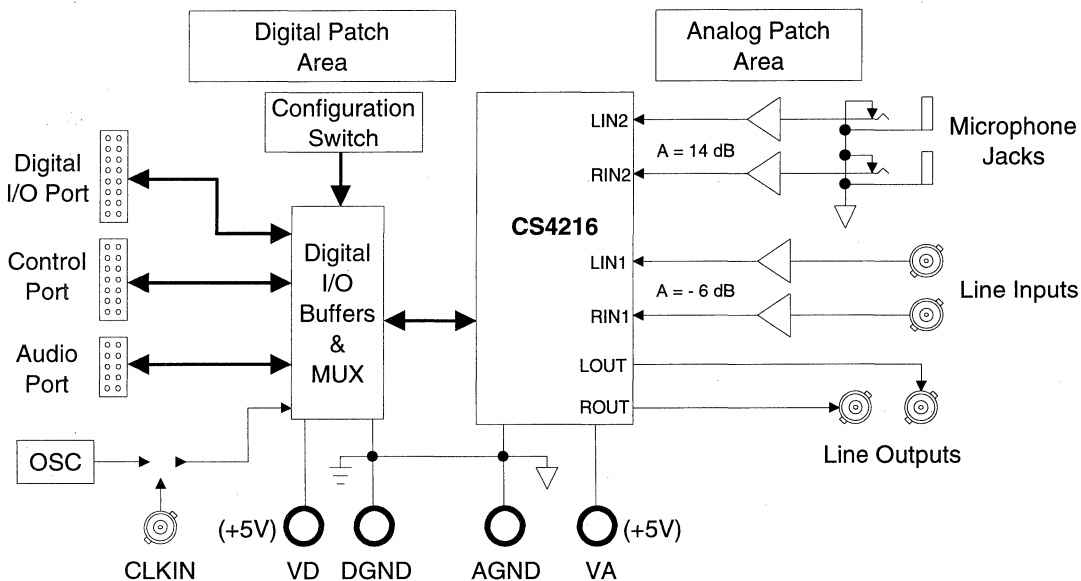 Digital Patch
Area
Analog Patch
Area
Configuration
Switch
Digital
I/O Port
Control
Port
Audio
Port
OSC
CLKIN
Digital
I/O
Buffers
&
MUX
CS4216
LIN2
A = 14 dB
RIN2
LIN1
A = - 6 dB
RIN1
LOUT
ROUT
Microphone
Jacks
Line Inputs
Line Outputs
(+5V)
VD
DGND
AGND
VA
(+5V)